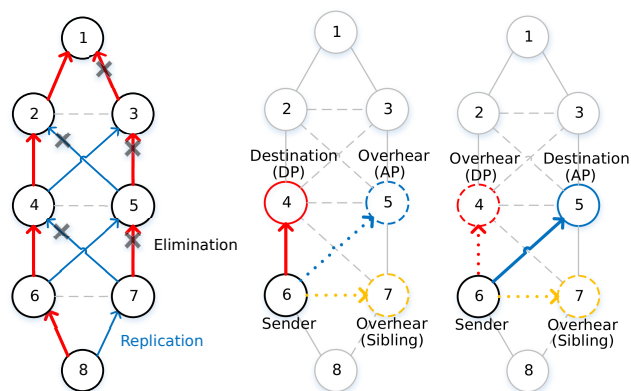 1
2
3
4
5
Elimination
6
7
Replication
8
1
2
3
Destination
(DP)
Overhear
(AP)
4
5
6
7
Sender
Overhear
(Sibling)
8
1
2
3
Overhear
(DP)
Destination
(AP)
4
5
6
7
Sender
Overhear
(Sibling)
8